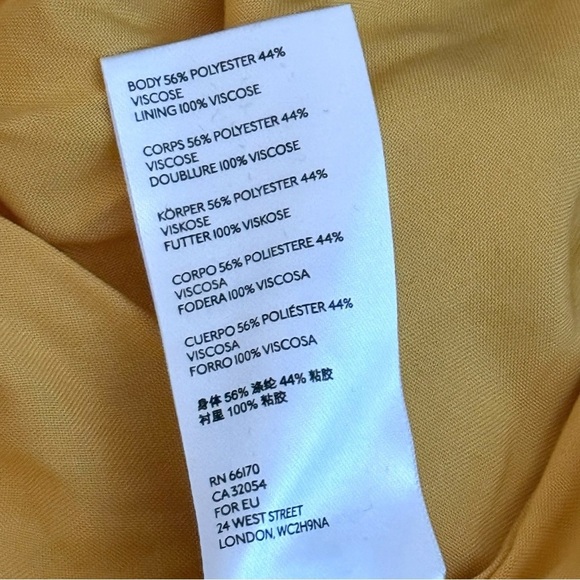 BODY 56% POLYESTER 44%
VISCOSE
LINING 100% VISCOSE
CORPS 56% POLYESTER 44%
VISCOSE
DOUBLURE 100% VISCOSE
KÖRPER 56% POLYESTER 44%
VISKOSE
FUTTER 100% VISKOSE
CORPO 56% POLIESTERE 44%
VISCOSA
FODERA 100% VISCOSA
CUERPO 56% POLIÉSTER 44%
VISCOSA
FORRO 100% VISCOSA
身体 56% 涤纶 44% 粘胶
衬里 100% 粘胶
RN 66170
CA 32054
FOR EU
24 WEST STREET
LONDON, WC2H9NA